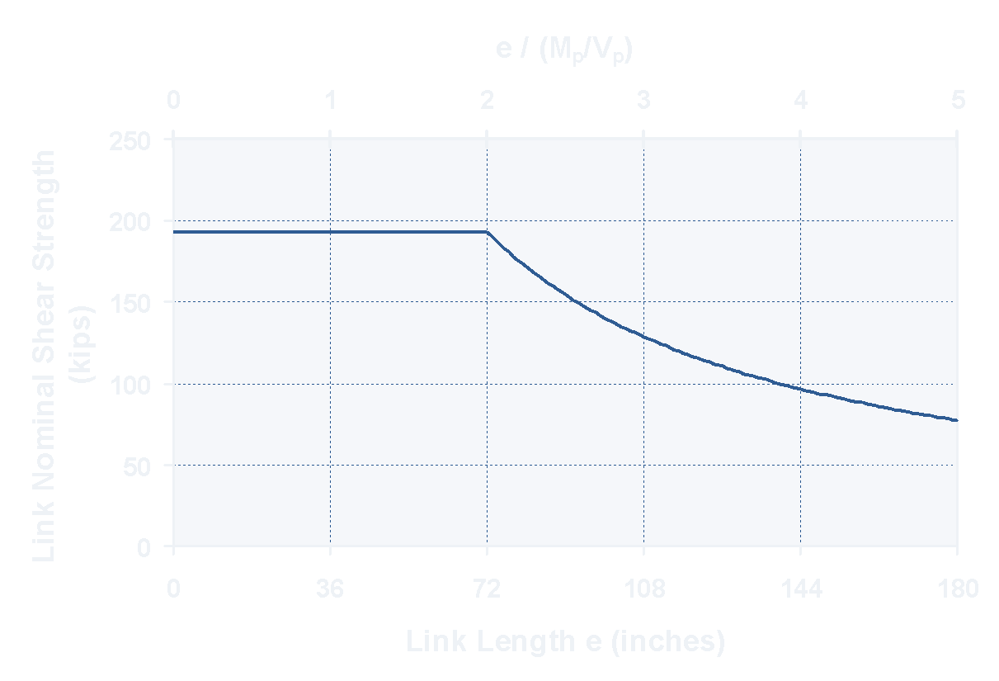 e / (Mp/Vp)
0 1 2 3 4 5
250
200
150
100
50
0
Link Nominal Shear Strength
(kips)
0 36 72 108 144 180
Link Length e (inches)